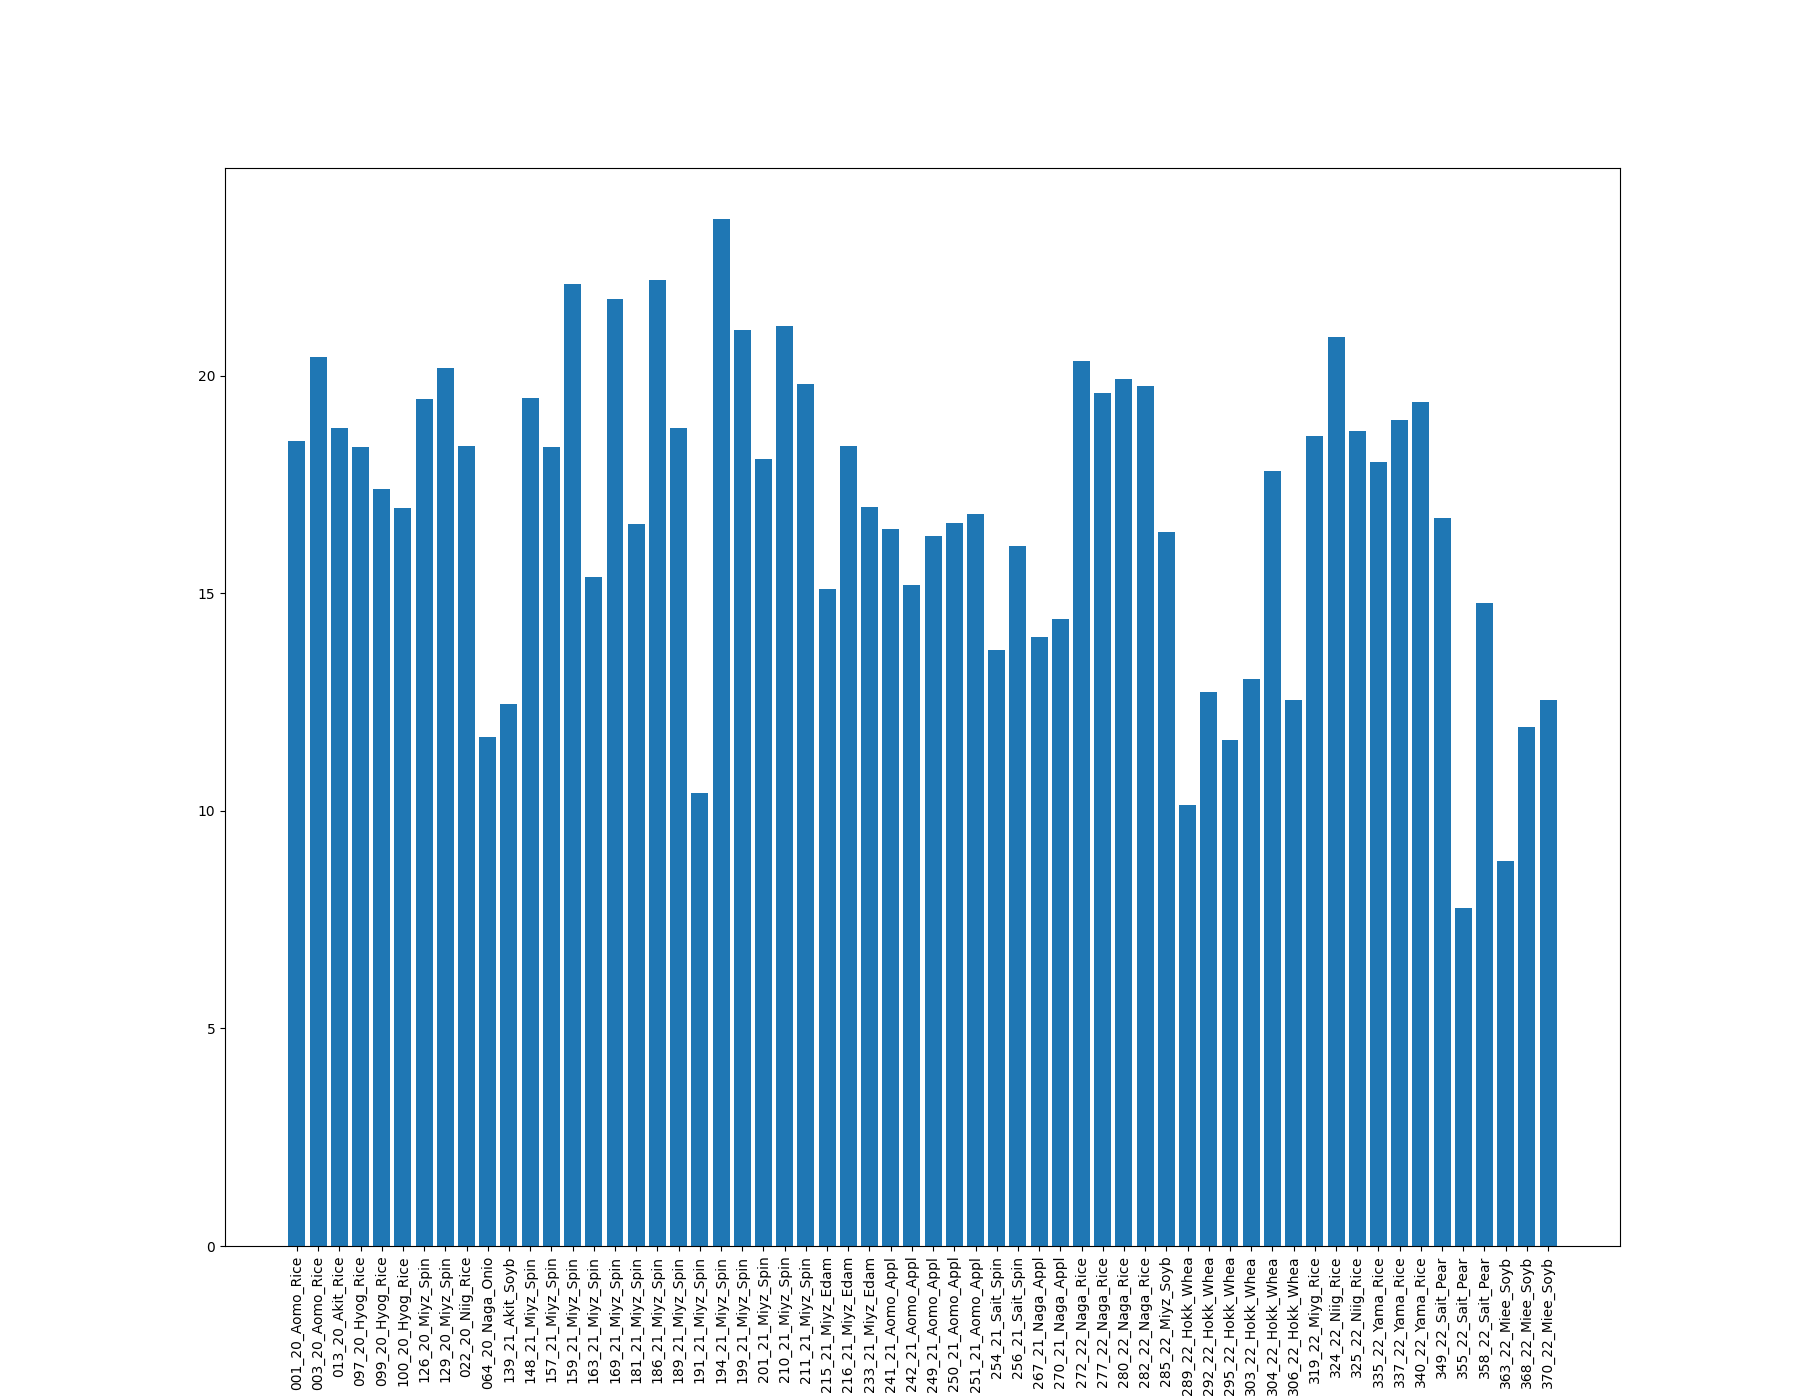 20
15
10
5
0
001_20_Aomo_Rice
003_20_Aomo_Rice
013_20_Akit_Rice
097_20_Hyog_Rice
099_20_Hyog_Rice
100_20_Hyog_Rice
126_20_Miyz_Spin
129_20_Miyz_Spin
022_20_Niig_Rice
064_20_Naga_Onio
139_21_Akit_Soyb
148_21_Miyz_Spin
157_21_Miyz_Spin
159_21_Miyz_Spin
163_21_Miyz_Spin
169_21_Miyz_Spin
181_21_Miyz_Spin
186_21_Miyz_Spin
189_21_Miyz_Spin
191_21_Miyz_Spin
194_21_Miyz_Spin
199_21_Miyz_Spin
201_21_Miyz_Spin
210_21_Miyz_Spin
211_21_Miyz_Spin
215_21_Miyz_Edam
216_21_Miyz_Edam
233_21_Miyz_Edam
241_21_Aomo_Appl
242_21_Aomo_Appl
249_21_Aomo_Appl
250_21_Aomo_Appl
251_21_Aomo_Appl
254_21_Sait_Spin
256_21_Sait_Spin
267_21_Naga_Appl
270_21_Naga_Appl
272_22_Naga_Rice
277_22_Naga_Rice
280_22_Naga_Rice
282_22_Naga_Rice
285_22_Miyz_Soyb
289_22_Hokk_Whea
292_22_Hokk_Whea
295_22_Hokk_Whea
303_22_Hokk_Whea
304_22_Hokk_Whea
306_22_Hokk_Whea
319_22_Miyg_Rice
324_22_Niig_Rice
325_22_Niig_Rice
335_22_Yama_Rice
337_22_Yama_Rice
340_22_Yama_Rice
349_22_Sait_Pear
355_22_Sait_Pear
358_22_Sait_Pear
363_22_Miee_Soyb
368_22_Miee_Soyb
370_22_Miee_Soyb